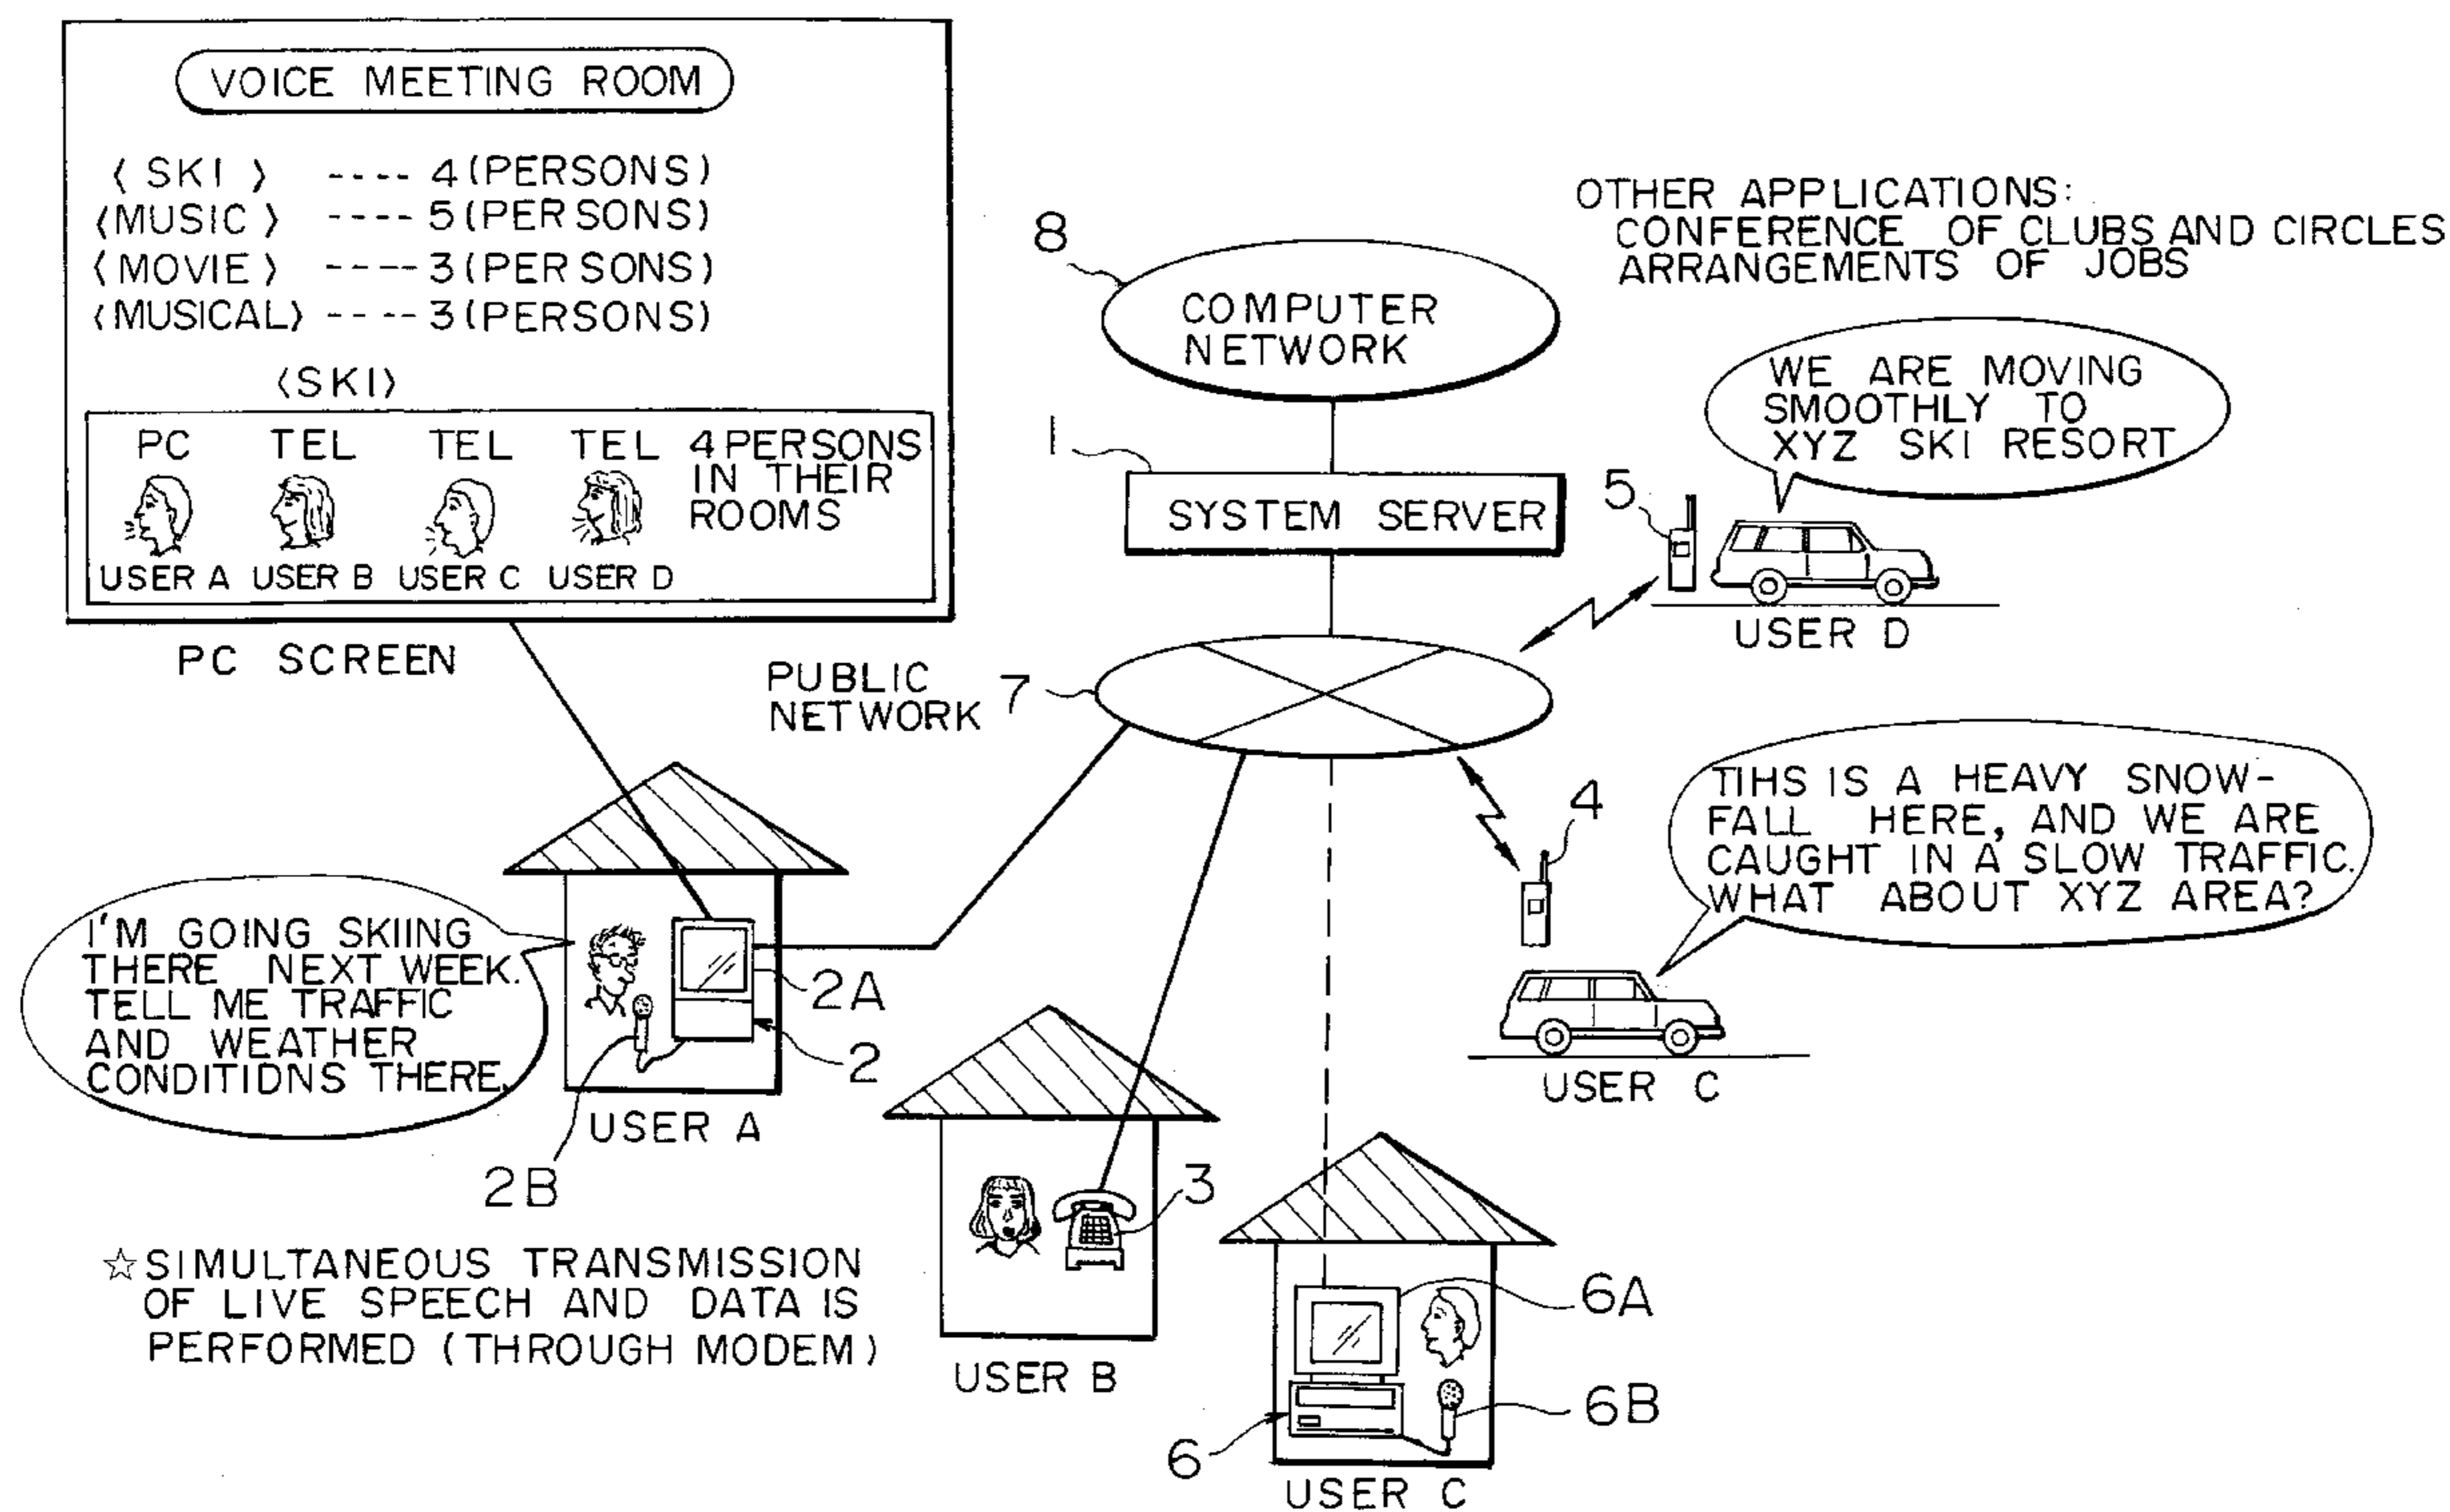 VOICE MEETING ROOM
〈SKI〉 ---- 4(PERSONS)
〈MUSIC〉 ---- 5(PERSONS)
〈MOVIE〉 ---- 3(PERSONS)
〈MUSICAL〉 ---- 3(PERSONS)
〈SKI〉
PC TEL TEL TEL
4 PERSONS
IN THEIR
ROOMS
USER A USER B USER C USER D
PC SCREEN
8
COMPUTER
NETWORK
1
SYSTEM SERVER
PUBLIC
NETWORK
7
OTHER APPLICATIONS:
CONFERENCE OF CLUBS AND CIRCLES
ARRANGEMENTS OF JOBS
WE ARE MOVING
SMOOTHLY TO
XYZ SKI RESORT
5
USER D
TIHS IS A HEAVY SNOW-
FALL HERE, AND WE ARE
CAUGHT IN A SLOW TRAFFIC.
WHAT ABOUT XYZ AREA?
4
USER C
I'M GOING SKIING
THERE NEXT WEEK.
TELL ME TRAFFIC
AND WEATHER
CONDITIDNS THERE.
2A
2
USER A
2B
3
USER B
6A
6B
6
USER C
☆SIMULTANEOUS TRANSMISSION
OF LIVE SPEECH AND DATA IS
PERFORMED (THROUGH MODEM)